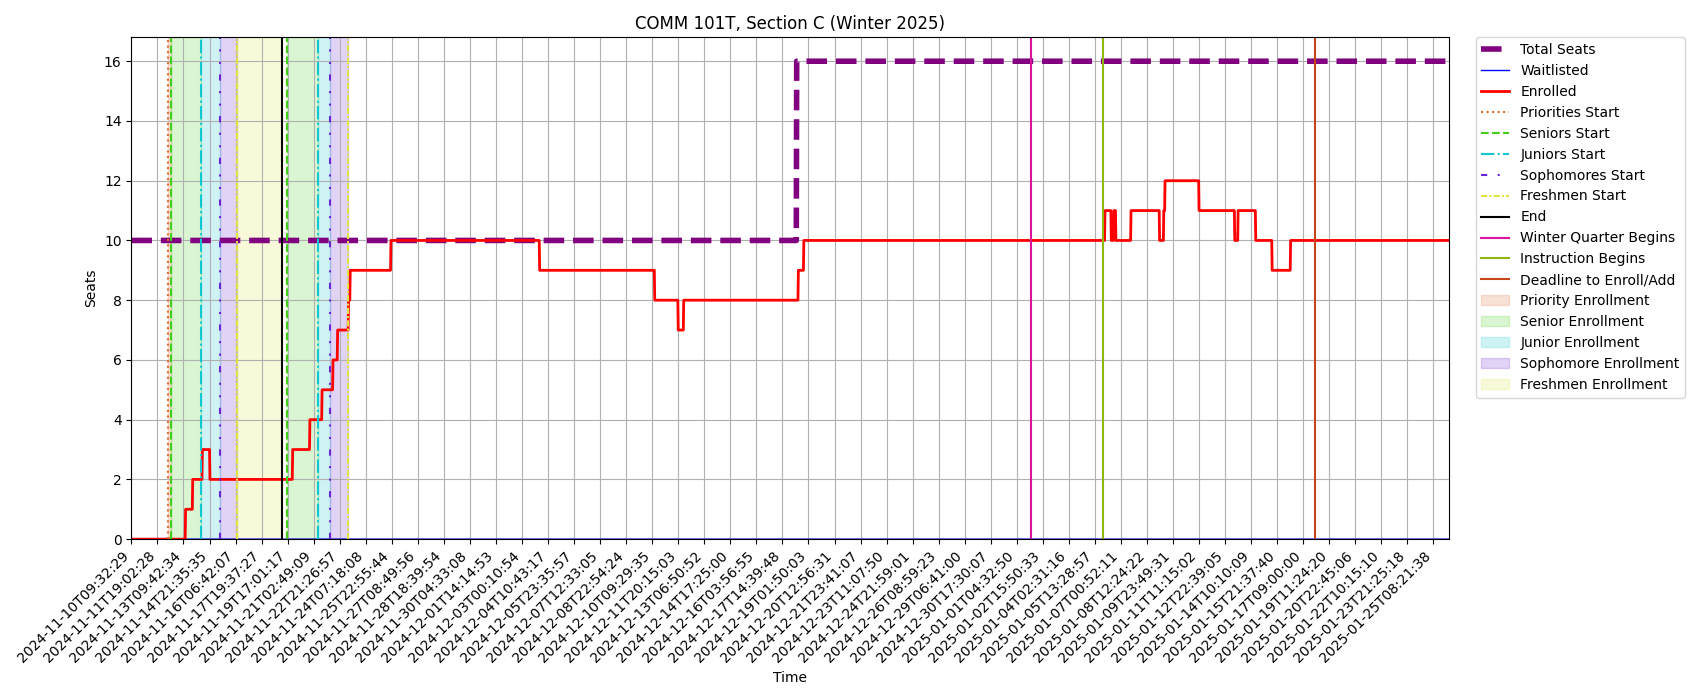 COMM 101T, Section C (Winter 2025)
Seats
16
14
12
10
8
6
4
2
0
2024-11-10T09:32:29
2024-11-11T19:02:28
2024-11-13T09:42:34
2024-11-14T21:35:35
2024-11-16T06:42:07
2024-11-17T19:37:27
2024-11-19T17:01:17
2024-11-21T02:49:09
2024-11-22T21:26:57
2024-11-24T07:18:08
2024-11-25T22:55:44
2024-11-27T08:49:56
2024-11-28T18:39:54
2024-11-30T04:33:08
2024-12-01T14:14:53
2024-12-03T00:10:54
2024-12-04T10:43:17
2024-12-05T23:35:57
2024-12-07T12:33:05
2024-12-08T22:54:24
2024-12-10T09:29:35
2024-12-11T20:15:03
2024-12-13T06:50:52
2024-12-14T17:25:00
2024-12-16T03:56:55
2024-12-17T14:39:48
2024-12-19T01:50:03
2024-12-20T12:56:31
2024-12-21T23:41:07
2024-12-23T11:07:50
2024-12-24T21:59:01
2024-12-26T08:59:23
2024-12-29T06:41:00
2024-12-30T17:30:07
2025-01-01T04:32:50
2025-01-02T15:50:33
2025-01-04T02:31:16
2025-01-05T13:28:57
2025-01-07T00:52:11
2025-01-08T12:24:22
2025-01-09T23:49:31
2025-01-11T11:15:02
2025-01-12T22:39:05
2025-01-14T10:10:09
2025-01-15T21:37:40
2025-01-17T09:00:00
2025-01-19T11:24:20
2025-01-20T22:45:06
2025-01-22T10:15:10
2025-01-23T21:25:18
2025-01-25T08:21:38
Time
Total Seats
Waitlisted
Enrolled
Priorities Start
Seniors Start
Juniors Start
Sophomores Start
Freshmen Start
End
Winter Quarter Begins
Instruction Begins
Deadline to Enroll/Add
Priority Enrollment
Senior Enrollment
Junior Enrollment
Sophomore Enrollment
Freshmen Enrollment